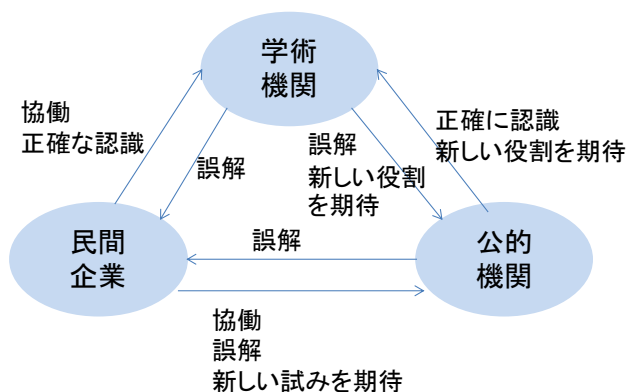 学術
機関
協働
正確な認識
正確に認識
新しい役割を期待
誤解
誤解
新しい役割
を期待
民間
企業
誤解
公的
機関
協働
誤解
新しい試みを期待